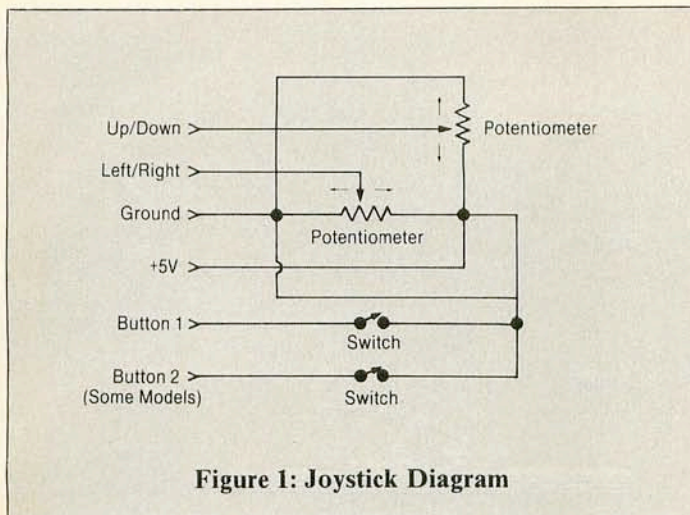 Up/Down
Potentiometer
Left/Right
Ground
Potentiometer
+5V
Button 1
Switch
Button 2
(Some Models)
Switch
Figure 1: Joystick Diagram